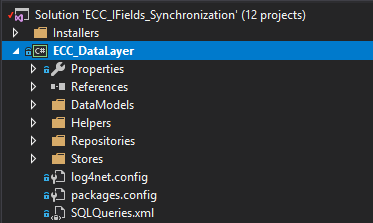 Solution 'ECC_IFields_Synchronization' (12 projects)
Installers
C# ECC_DataLayer
Properties
References
DataModels
Helpers
Repositories
Stores
log4net.config
packages.config
SQLQueries.xml